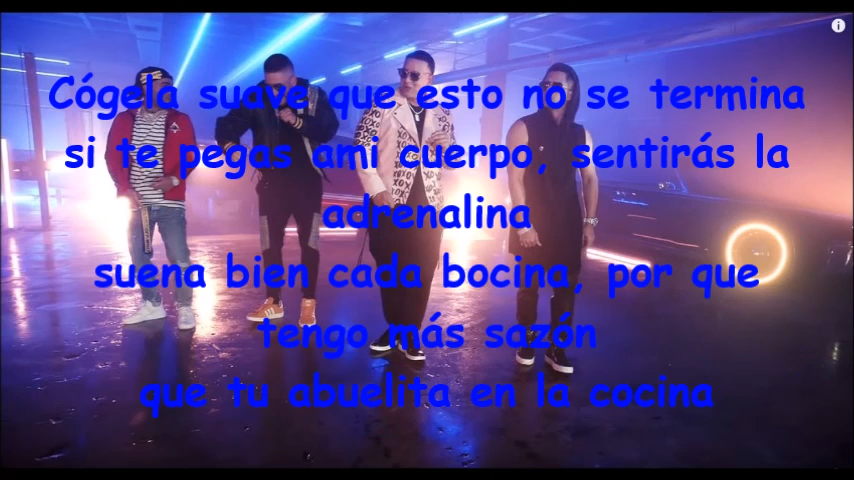 Cógela suave que esto no se termina
si te pegas ami cuerpo, sentirás la
adrenalina
suena bien cada bocina, por que
tengo más sazón
que tu abuelita en la cocina